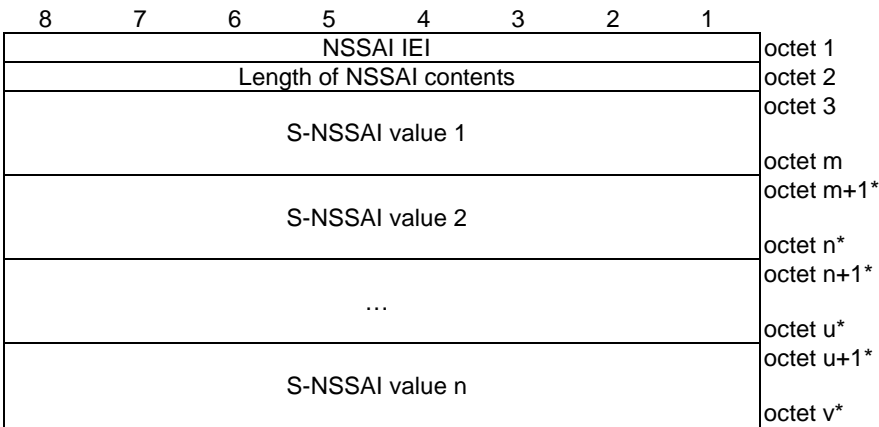 8 7 6 5 4 3 2 1
NSSAI IEI octet 1
Length of NSSAI contents octet 2
octet 3
S-NSSAI value 1
octet m
octet m+1*
S-NSSAI value 2
octet n*
octet n+1*
…
octet u*
octet u+1*
S-NSSAI value n
octet v*